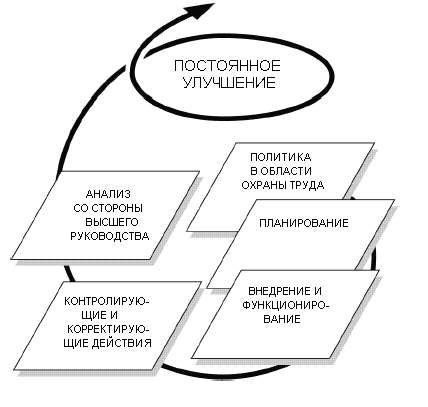 ПОСТОЯННОЕ
УЛУЧШЕНИЕ
ПОЛИТИКА
В ОБЛАСТИ
ОХРАНЫ ТРУДА
ПЛАНИРОВАНИЕ
ВНЕДРЕНИЕ И
ФУНКЦИОНИРО-
ВАНИЕ
КОНТРОЛИРУЮ-
ЩИЕ И
КОРРЕКТИРУЮ-
ЩИЕ ДЕЙСТВИЯ
АНАЛИЗ
СО СТОРОНЫ
ВЫСШЕГО
РУКОВОДСТВА